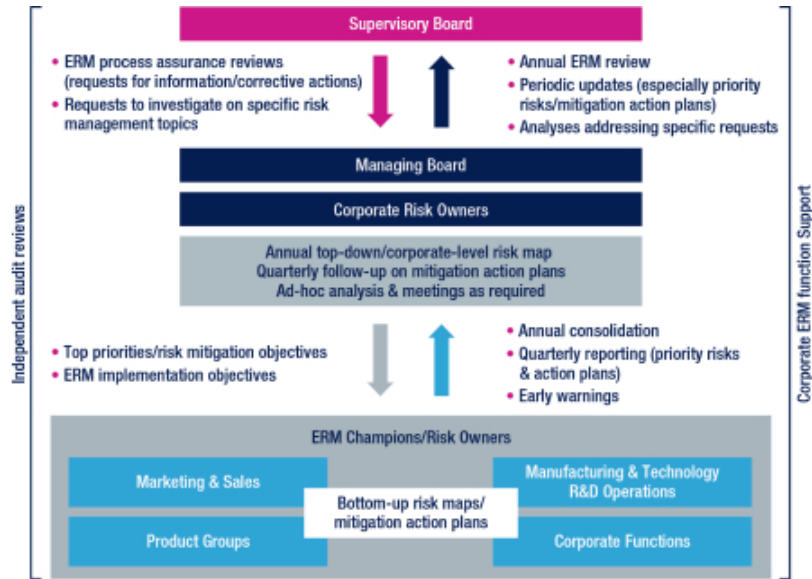 Supervisory Board
• ERM process assurance reviews
(requests for information/corrective actions)
• Requests to investigate on specific risk
management topics
• Annual ERM review
• Periodic updates (especially priority
risks/mitigation action plans)
• Analyses addressing specific requests
Managing Board
Corporate Risk Owners
Annual top-down/corporate-level risk map
Quarterly follow-up on mitigation action plans
Ad-hoc analysis & meetings as required
• Top priorities/risk mitigation objectives
• ERM implementation objectives
• Annual consolidation
• Quarterly reporting (priority risks
& action plans)
• Early warnings
ERM Champions/Risk Owners
Marketing & Sales
Manufacturing & Technology
R&D Operations
Bottom-up risk maps/
mitigation action plans
Product Groups
Corporate Functions
Independent audit reviews
Corporate ERM function Support